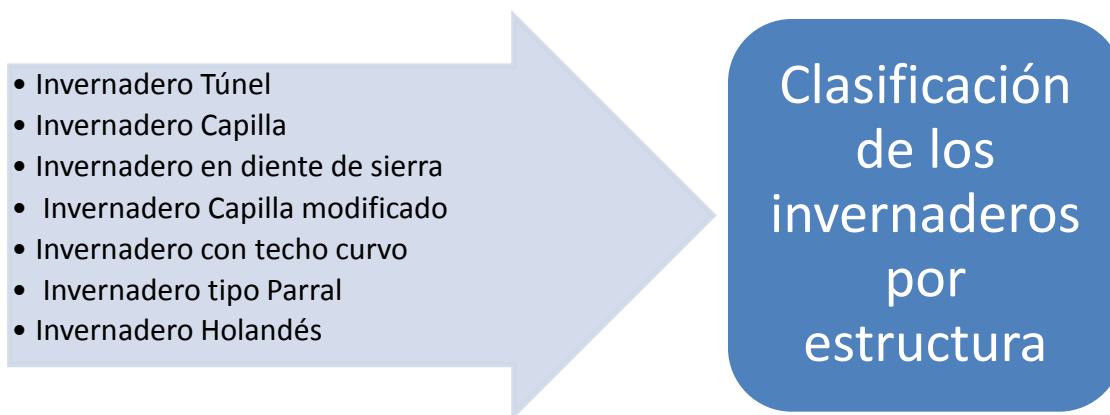 • Invernadero Túnel
• Invernadero Capilla
• Invernadero en diente de sierra
• Invernadero Capilla modificado
• Invernadero con techo curvo
• Invernadero tipo Parral
• Invernadero Holandés
Clasificación
de los
invernaderos
por
estructura